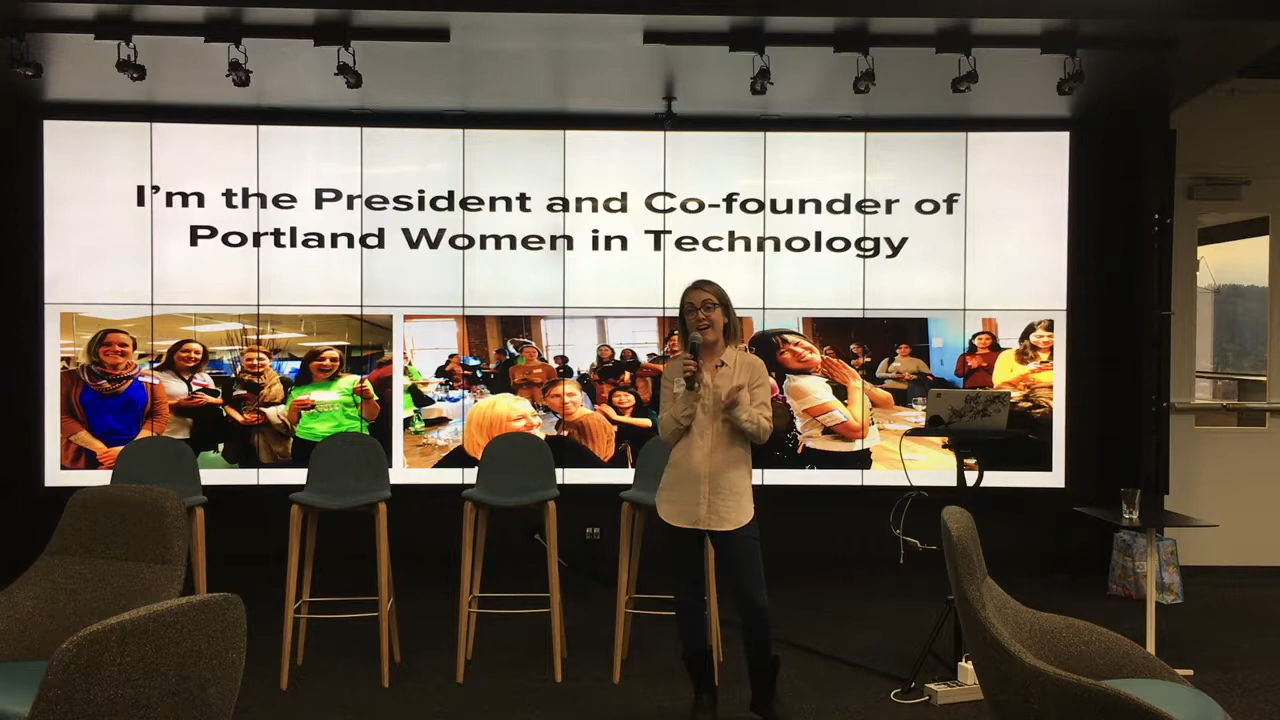 I'm the President and Co-founder of
Portland Women in Technology